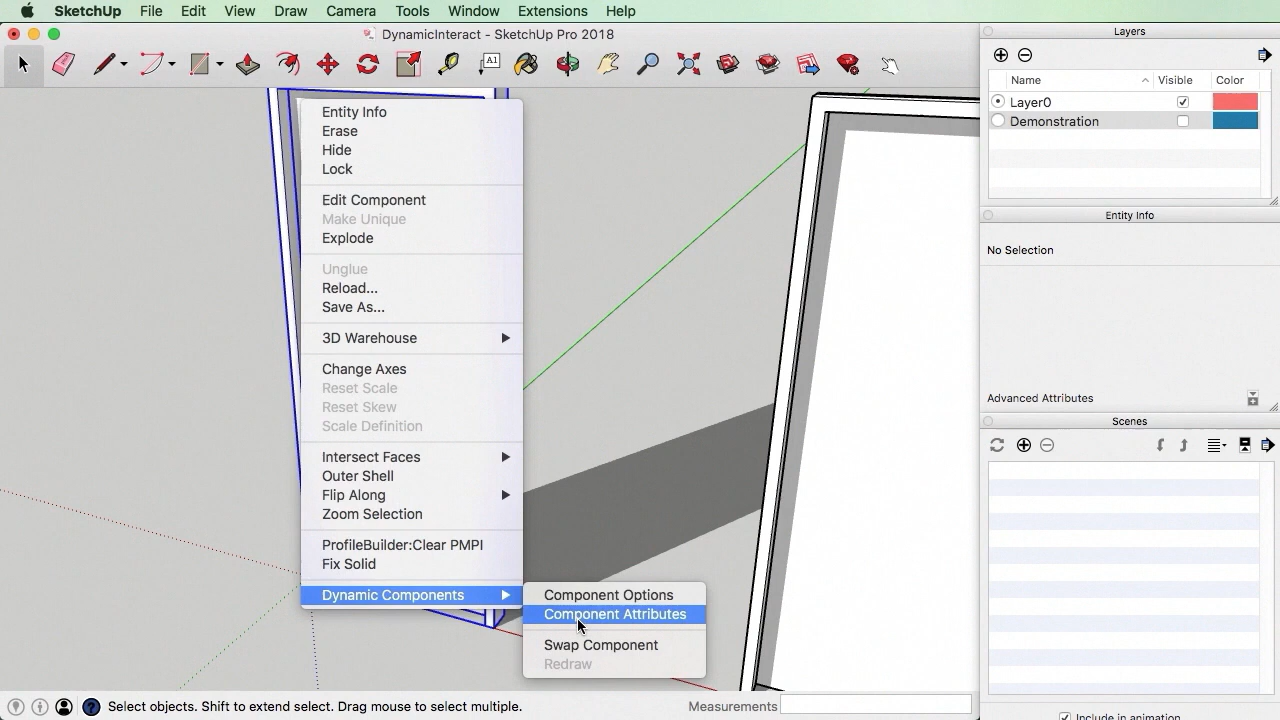 SketchUp File Edit View Draw Camera Tools Window Extensions Help
DynamicInteract - SketchUp Pro 2018
A1
Layers
Name Visible Color
Layer0
Demonstration
Entity Info
No Selection
Advanced Attributes
Scenes
Include in animation
Entity Info
Erase
Hide
Lock
Edit Component
Make Unique
Explode
Unglue
Reload...
Save As...
3D Warehouse
Change Axes
Reset Scale
Reset Skew
Scale Definition
Intersect Faces
Outer Shell
Flip Along
Zoom Selection
ProfileBuilder:Clear PMPI
Fix Solid
Dynamic Components
Component Options
Component Attributes
Swap Component
Redraw
? Select objects. Shift to extend select. Drag mouse to select multiple. Measurements